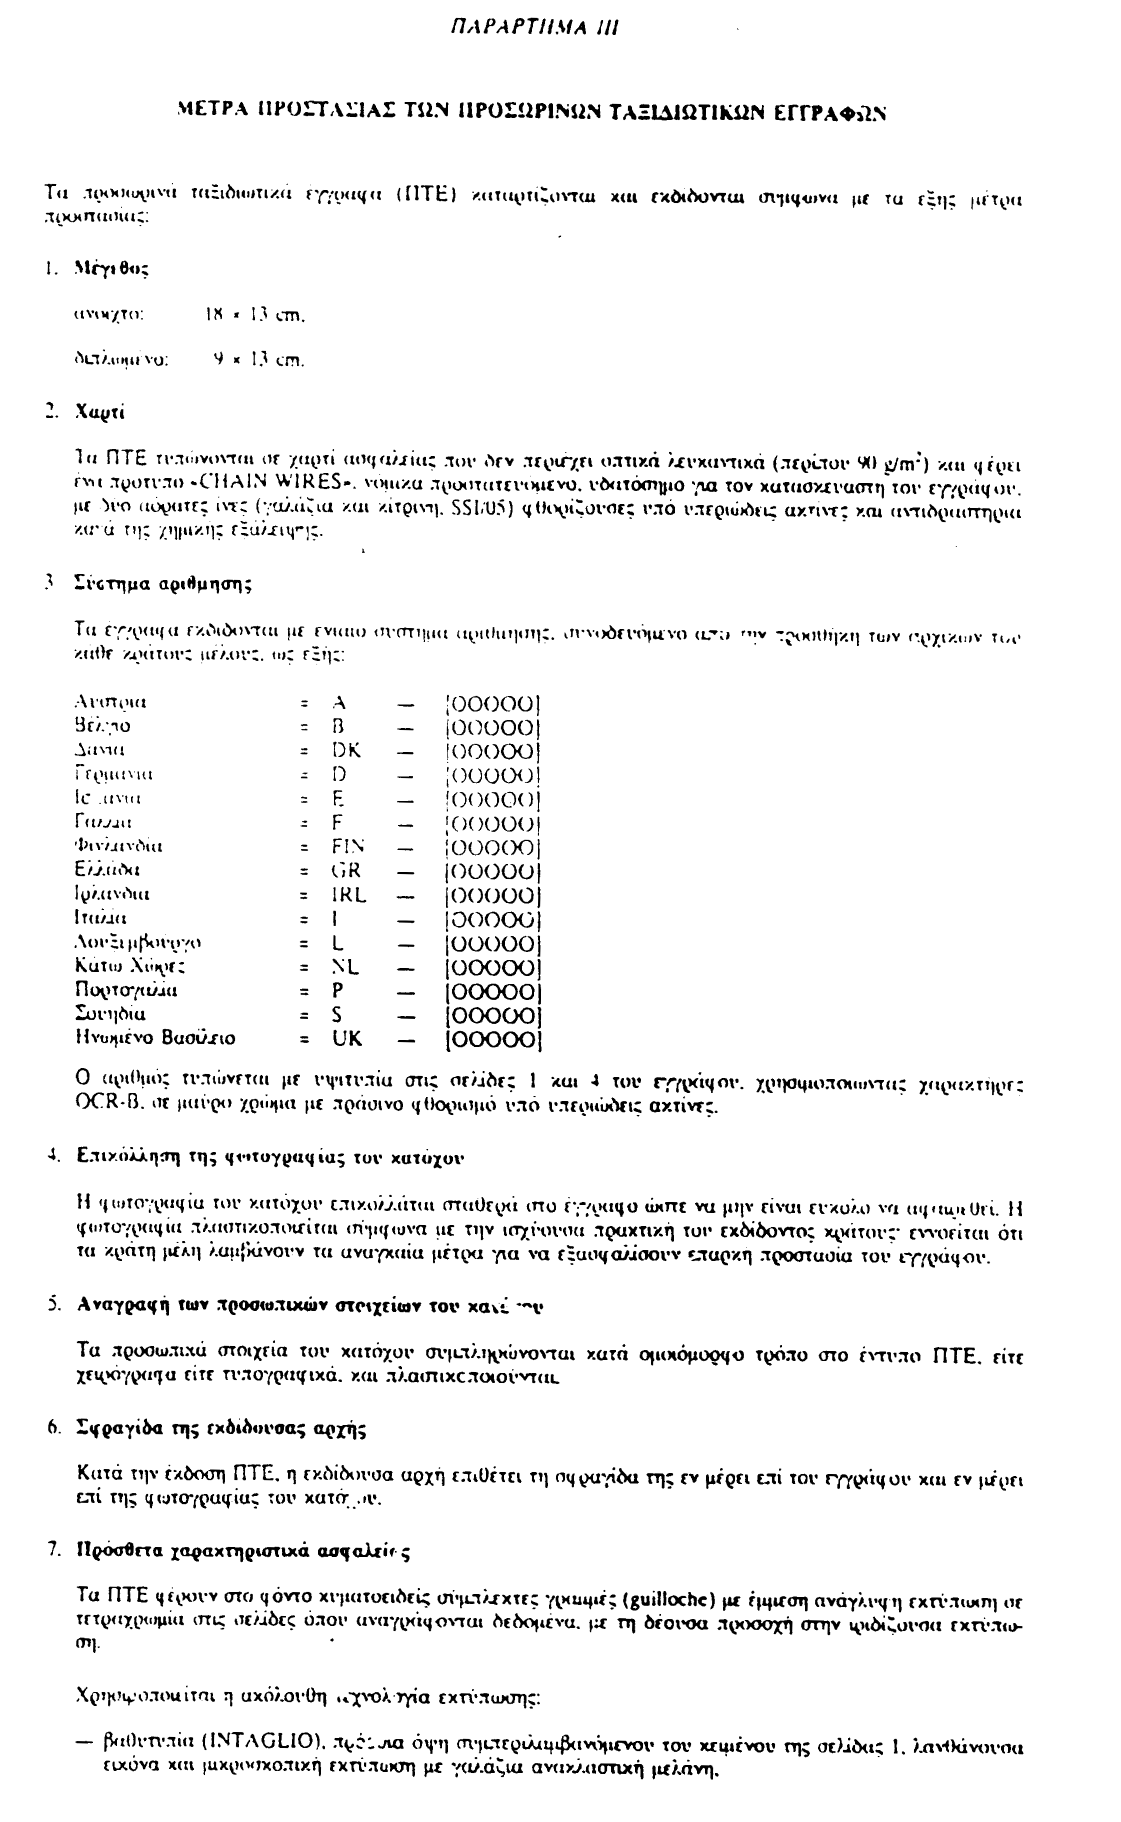 ΠΑΡΑΡΤΗΜΑ III
ΜΕΤΡΑ ΠΡΟΣΤΑΣΙΑΣ ΤΩΝ ΠΡΟΣΩΡΙΝΩΝ ΤΑΞΙΔΙΩΤΙΚΩΝ ΕΓΓΡΑΦΩΝ
Τα προσωρινά ταξιδιωτικά έγγραφα (ΠΤΕ) καταρτίζονται και εκδίδονται σύμφωνα με τα εξής μέτρα
προστασίας:
1. Μέγεθος
ανοιχτό: 18 × 13 cm.
διπλωμένο: 9 × 13 cm.
2. Χαρτί
Τα ΠΤΕ τυπώνονται σε χαρτί ασφαλείας που δεν περιέχει οπτικά λευκαντικά (περίπου 90 g/m²) και φέρει
ένα πρότυπο «CHAIN WIRES», νομικά προστατευόμενο, υδατόσημο για τον κατασκευαστή του εγγράφου,
με δύο αόρατες ίνες (γαλάζια και κίτρινη, SSI/05) φθορίζουσες υπό υπεριώδεις ακτίνες και αντιδραστήρια
κατά της χημικής εξάλειψης.
3 Σύστημα αρίθμησης
Τα έγγραφα εκδίδονται με ενιαίο σύστημα αρίθμησης, συνοδευόμενο από την προσθήκη των αρχικών του
κάθε κράτους μέλους, ως εξής:
Αυστρία = A — |00000|
Βέλγιο = B — |00000|
Δανία = DK — |00000|
Γερμανία = D — |00000|
Ισπανία = E — |00000|
Γαλλία = F — |00000|
Φινλανδία = FIN — |00000|
Ελλάδα = GR — |00000|
Ιρλανδία = IRL — |00000|
Ιταλία = I — |00000|
Λουξεμβούργο = L — |00000|
Κάτω Χώρες = NL — |00000|
Πορτογαλία = P — |00000|
Σουηδία = S — |00000|
Ηνωμένο Βασίλειο = UK — |00000|
Ο αριθμός τυπώνεται με υψιτυπία στις σελίδες 1 και 4 του εγγράφου, χρησιμοποιώντας χαρακτήρες
OCR-B, σε μαύρο χρώμα με πράσινο φθορισμό υπό υπεριώδεις ακτίνες.
4. Επικόλληση της φωτογραφίας του κατόχου
Η φωτογραφία του κατόχου επικολλάται σταθερά στο έγγραφο ώστε να μην είναι εύκολο να αφαιρεθεί. Η
φωτογραφία πλαστικοποιείται σύμφωνα με την ισχύουσα πρακτική του εκδίδοντος κράτους· εννοείται ότι
τα κράτη μέλη λαμβάνουν τα αναγκαία μέτρα για να εξασφαλίσουν επαρκή προστασία του εγγράφου.
5. Αναγραφή των προσωπικών στοιχείων του κατόχου
Τα προσωπικά στοιχεία του κατόχου συμπληρώνονται κατά ομοιόμορφο τρόπο στο έντυπο ΠΤΕ, είτε
χειρόγραφα είτε τυπογραφικά, και πλαστικοποιούνται.
6. Σφραγίδα της εκδίδουσας αρχής
Κατά την έκδοση ΠΤΕ, η εκδίδουσα αρχή επιθέτει τη σφραγίδα της εν μέρει επί του εγγράφου και εν μέρει
επί της φωτογραφίας του κατόχου.
7. Πρόσθετα χαρακτηριστικά ασφαλείας
Τα ΠΤΕ φέρουν στο φόντο κυματοειδείς σύμπλεκτες γραμμές (guilloche) με έμμεση ανάγλυφη εκτύπωση σε
τετραχρωμία στις σελίδες όπου αναγράφονται δεδομένα, με τη δέουσα προσοχή στην ιριδίζουσα εκτύπω-
ση.
Χρησιμοποιείται η ακόλουθη τεχνολογία εκτύπωσης:
— βαθυτυπία (INTAGLIO), πρόσθια όψη συμπεριλαμβανόμενου του κειμένου της σελίδας 1, λανθάνουσα
εικόνα και μικροσκοπική εκτύπωση με γαλάζια ανακλαστική μελάνη,